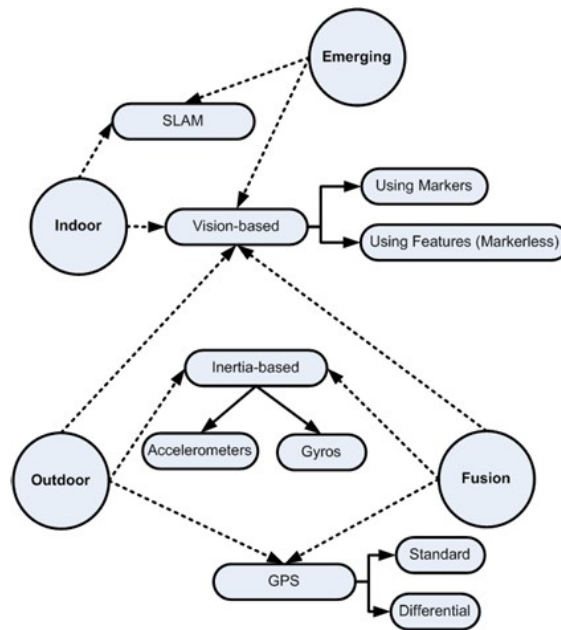 Emerging
SLAM
Using Markers
Indoor
Vision-based
Using Features (Markerless)
Inertia-based
Accelerometers
Gyros
Outdoor
Fusion
Standard
GPS
Differential